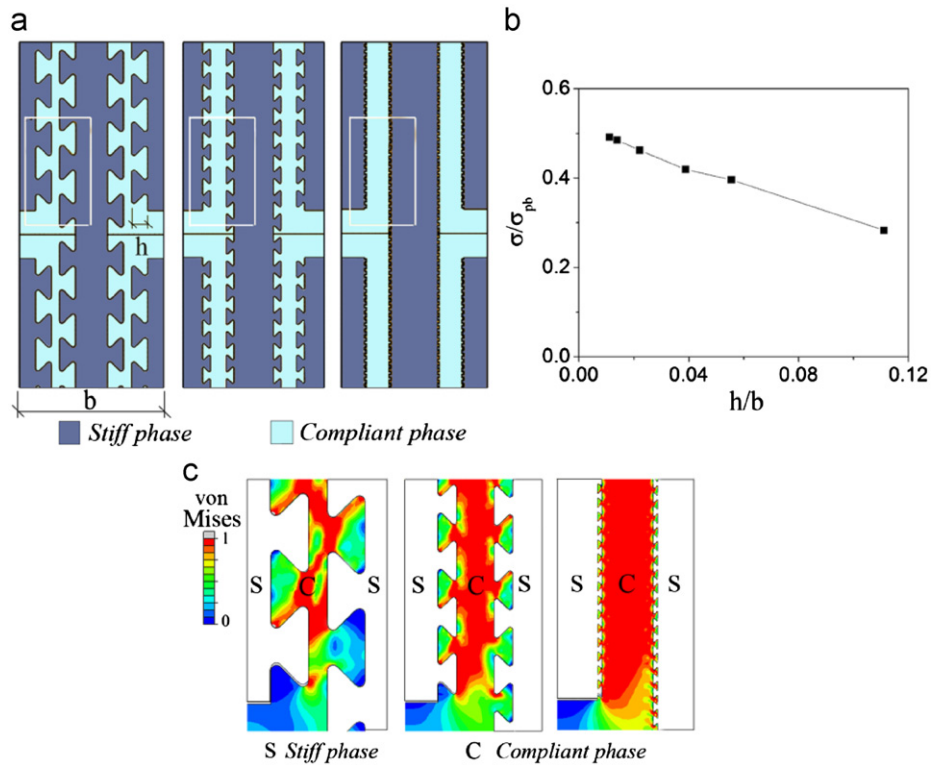 a
h
b
Stiff phase
Compliant phase
b
0.6
0.4
0.2
0.0
σ/σpb
0.00
0.04
0.08
0.12
h/b
c
von
Mises
1
0
S C S
S C S
S C S
S Stiff phase
C Compliant phase